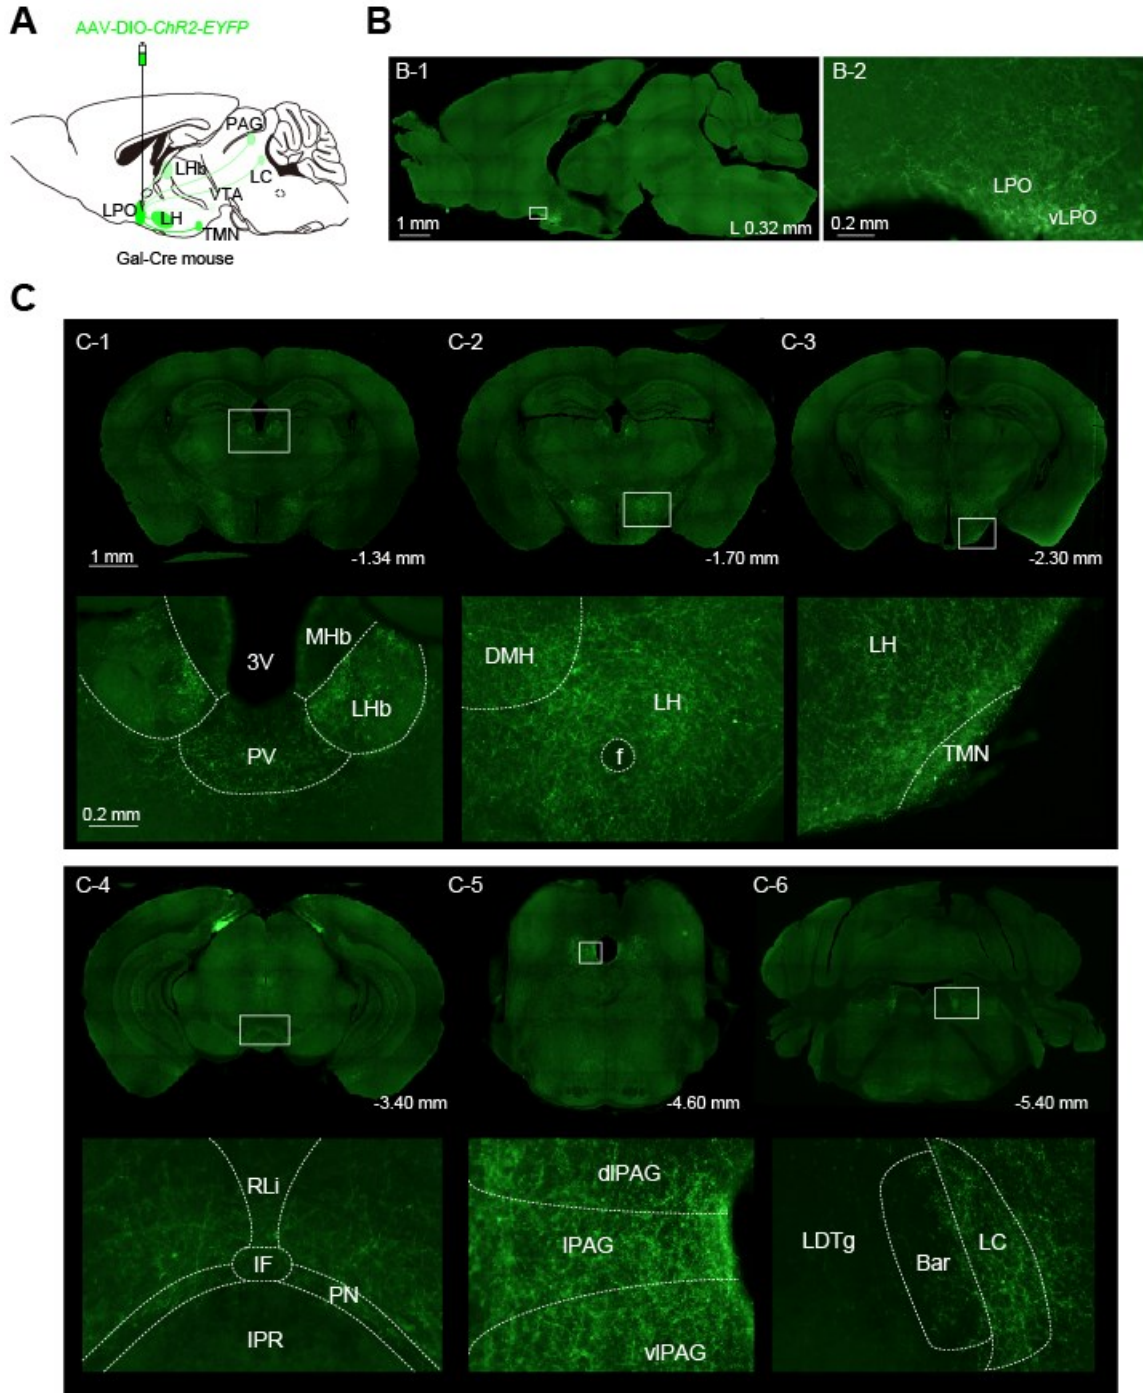 A
AAV-DIO-ChR2-EYFP
PAG
LHb
LC
VTA
LPO
LH
TMN
Gal-Cre mouse
B
B-1
1 mm
L 0.32 mm
B-2
LPO
vLPO
0.2 mm
C
C-1
1 mm
-1.34 mm
C-2
-1.70 mm
C-3
-2.30 mm
3V
MHb
LHb
PV
0.2 mm
DMH
LH
f
LH
TMN
C-4
-3.40 mm
C-5
-4.60 mm
C-6
-5.40 mm
RLi
IF
PN
IPR
dlPAG
lPAG
vlPAG
LDTg
Bar
LC